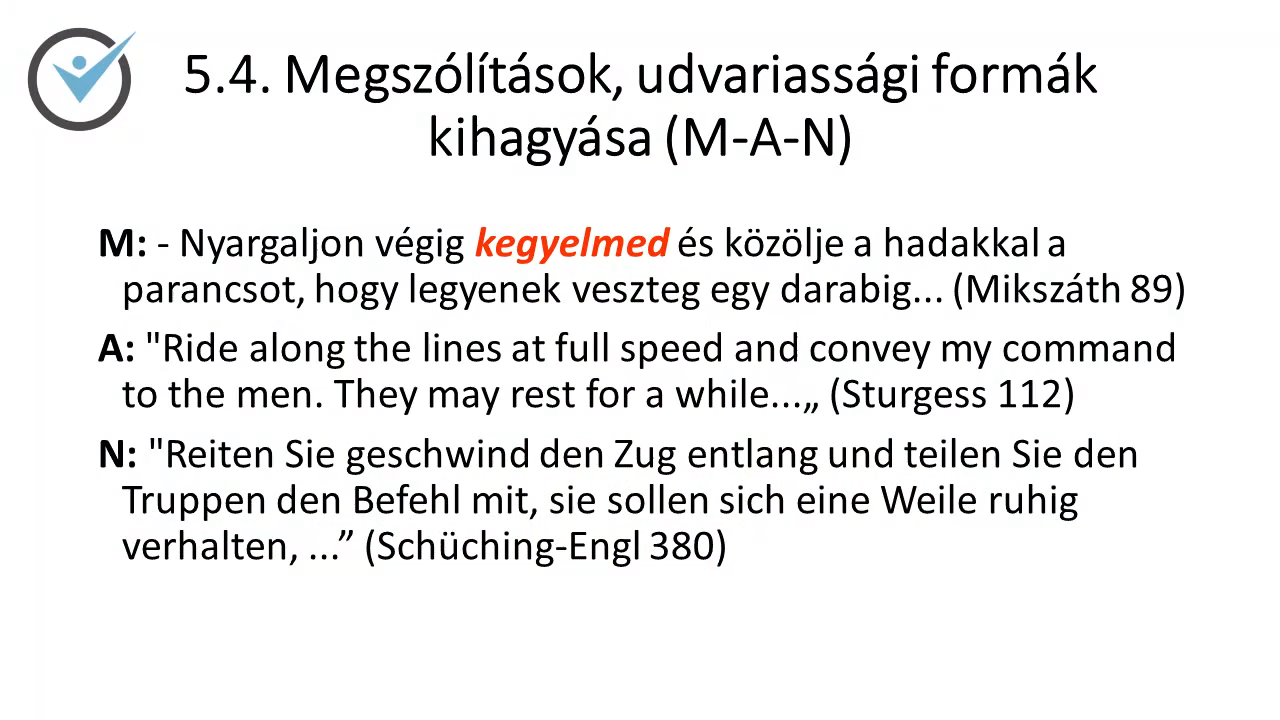 5.4. Megszólítások, udvariassági formák
kihagyása (M-A-N)
M: - Nyargaljon végig kegyelmed és közölje a hadakkal a
parancsot, hogy legyenek veszteg egy darabig... (Mikszáth 89)
A: "Ride along the lines at full speed and convey my command
to the men. They may rest for a while...„ (Sturgess 112)
N: "Reiten Sie geschwind den Zug entlang und teilen Sie den
Truppen den Befehl mit, sie sollen sich eine Weile ruhig
verhalten, ...” (Schüching-Engl 380)